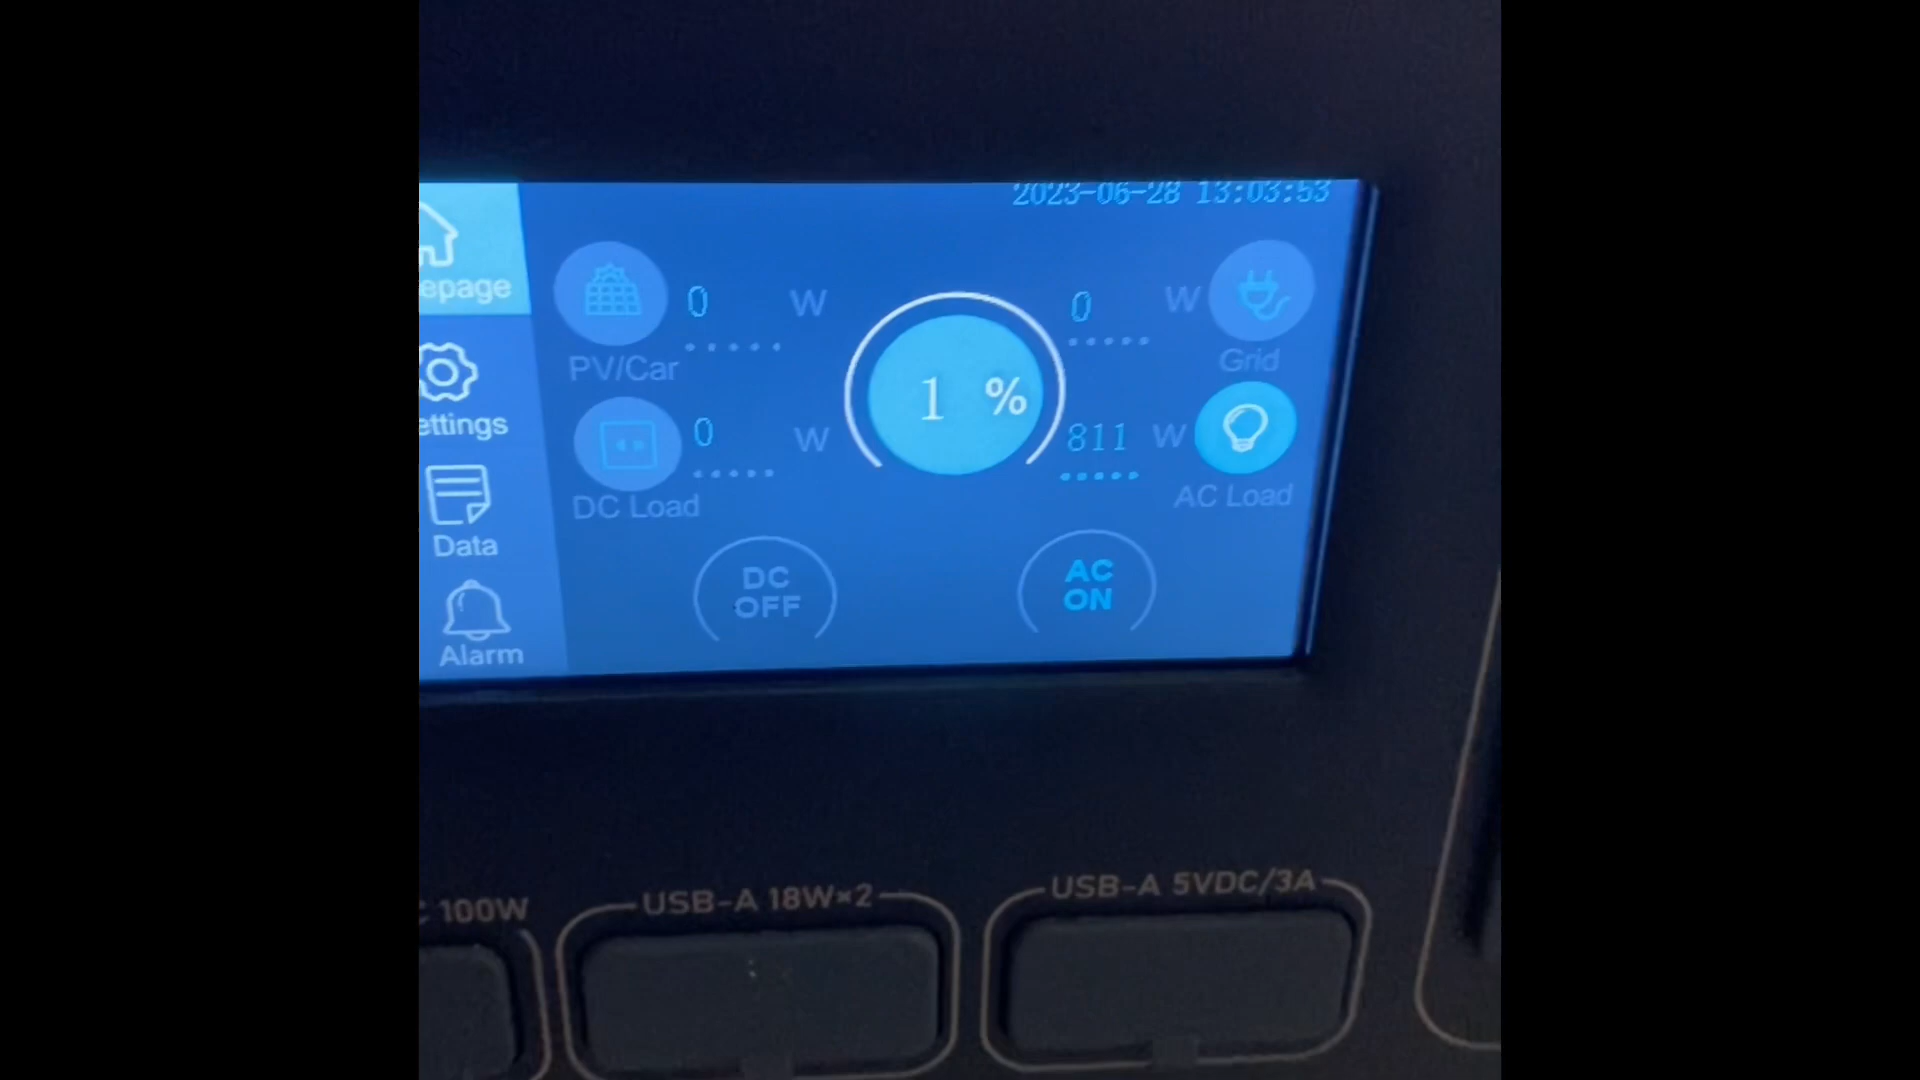 2023-06-28 13:03:53
epage
0 W
0 W
PV/Car
Grid
1 %
ettings
0 W
811 W
DC Load
AC Load
Data
DC
OFF
AC
ON
Alarm
C 100W
USB-A 18W×2
USB-A 5VDC/3A